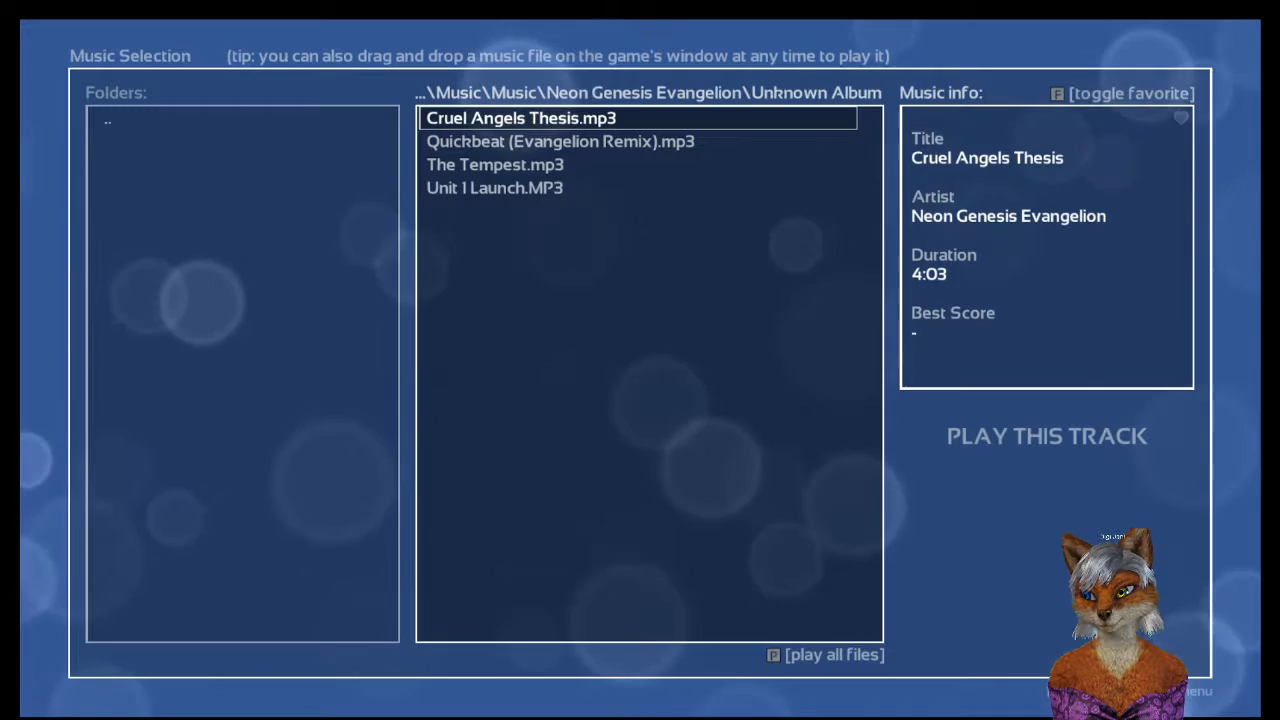 Music Selection (tip: you can also drag and drop a music file on the game's window at any time to play it)
Folders:
..
...\Music\Music\Neon Genesis Evangelion\Unknown Album
Cruel Angels Thesis.mp3
Quickbeat (Evangelion Remix).mp3
The Tempest.mp3
Unit 1 Launch.MP3
P [play all files]
Music info:
F [toggle favorite]
Title
Cruel Angels Thesis
Artist
Neon Genesis Evangelion
Duration
4:03
Best Score
-
PLAY THIS TRACK